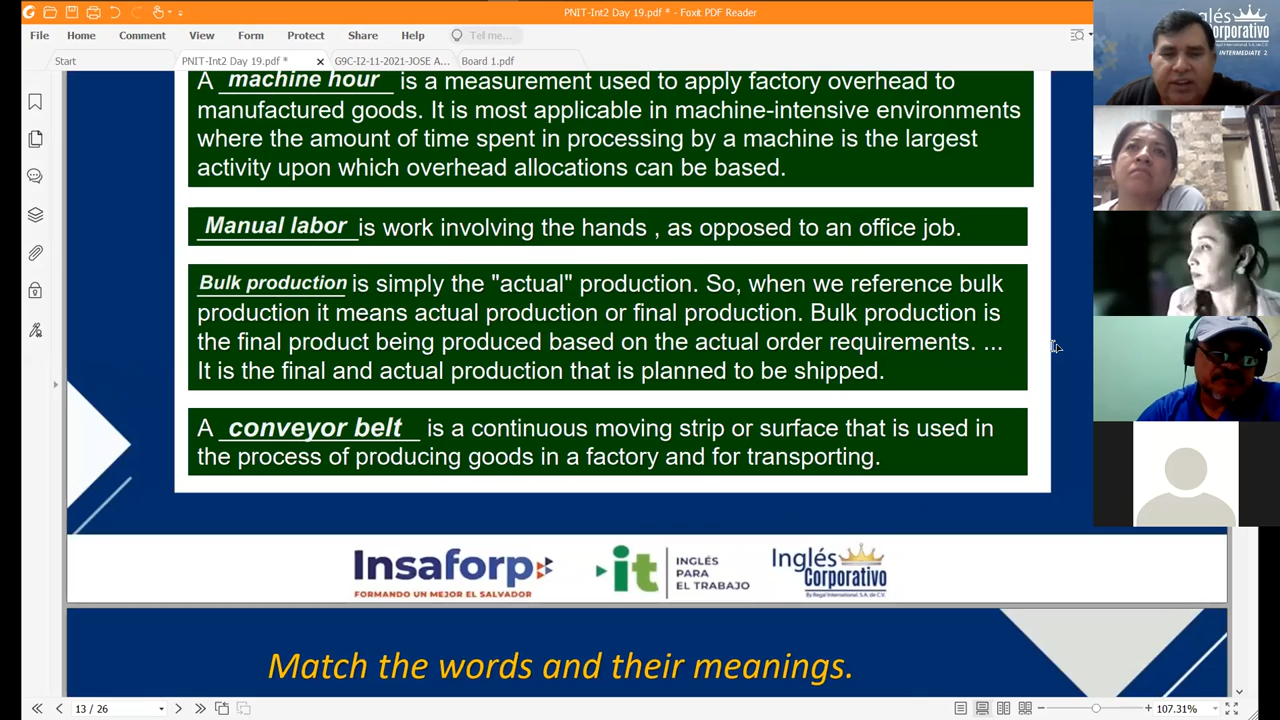 PNIT-Int2 Day 19.pdf * - Foxit PDF Reader
File Home Comment View Form Protect Share Help Tell me...
Start PNIT-Int2 Day 19.pdf * G9C-I2-11-2021-JOSE A... Board 1.pdf
A machine hour is a measurement used to apply factory overhead to
manufactured goods. It is most applicable in machine-intensive environments
where the amount of time spent in processing by a machine is the largest
activity upon which overhead allocations can be based.
Manual labor is work involving the hands , as opposed to an office job.
Bulk production is simply the "actual" production. So, when we reference bulk
production it means actual production or final production. Bulk production is
the final product being produced based on the actual order requirements. ...
It is the final and actual production that is planned to be shipped.
A conveyor belt is a continuous moving strip or surface that is used in
the process of producing goods in a factory and for transporting.
Insaforp
FORMANDO UN MEJOR EL SALVADOR
it
INGLÉS
PARA
EL TRABAJO
Inglés
Corporativo
By Regal International, S.A. de C.V.
Match the words and their meanings.
13 / 26
107.31%
Inglés
Corporativo
INTERMEDIATE 2